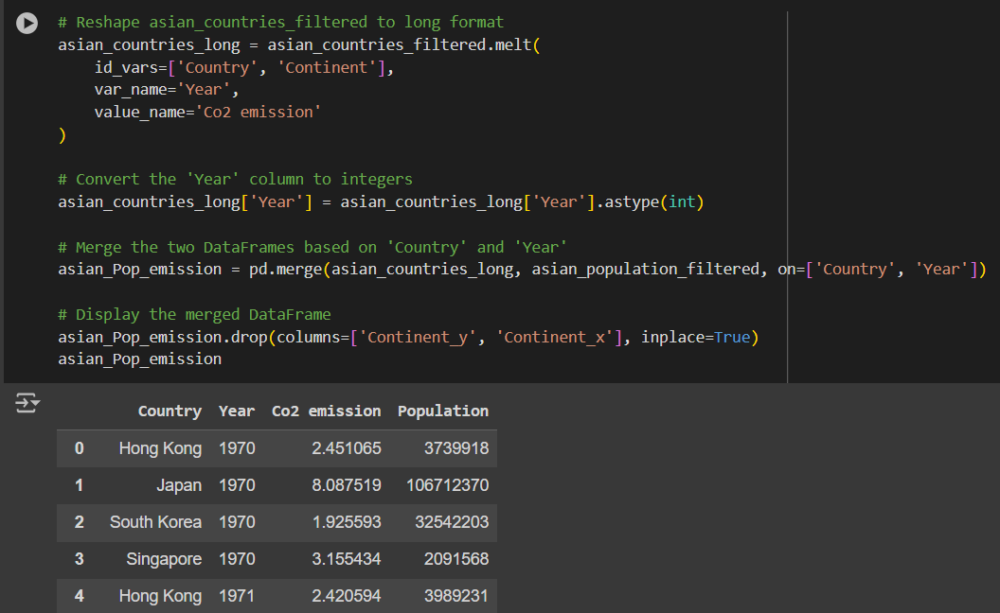 # Reshape asian_countries_filtered to long format
asian_countries_long = asian_countries_filtered.melt(
    id_vars=['Country', 'Continent'],
    var_name='Year',
    value_name='Co2 emission'
)

# Convert the 'Year' column to integers
asian_countries_long['Year'] = asian_countries_long['Year'].astype(int)

# Merge the two DataFrames based on 'Country' and 'Year'
asian_Pop_emission = pd.merge(asian_countries_long, asian_population_filtered, on=['Country', 'Year'])

# Display the merged DataFrame
asian_Pop_emission.drop(columns=['Continent_y', 'Continent_x'], inplace=True)
asian_Pop_emission

Country Year Co2 emission Population
0 Hong Kong 1970 2.451065 3739918
1 Japan 1970 8.087519 106712370
2 South Korea 1970 1.925593 32542203
3 Singapore 1970 3.155434 2091568
4 Hong Kong 1971 2.420594 3989231